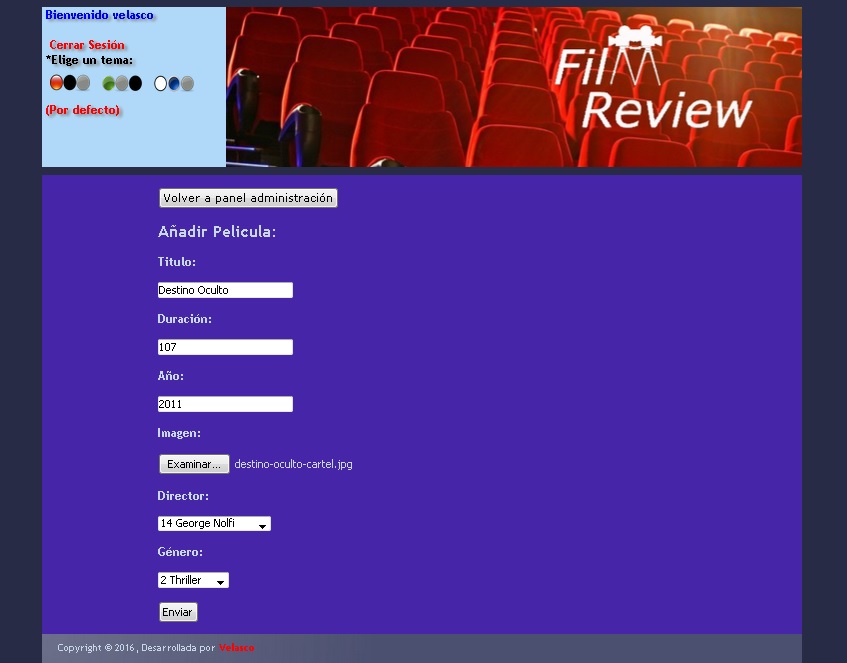 Bienvenido velasco
Cerrar Sesión
*Elige un tema:
(Por defecto)
Film
Review
Volver a panel administración
Añadir Pelicula:
Titulo:
Destino Oculto
Duración:
107
Año:
2011
Imagen:
Examinar... destino-oculto-cartel.jpg
Director:
14 George Nolfi
Género:
2 Thriller
Enviar
Copyright © 2016 , Desarrollada por Velasco